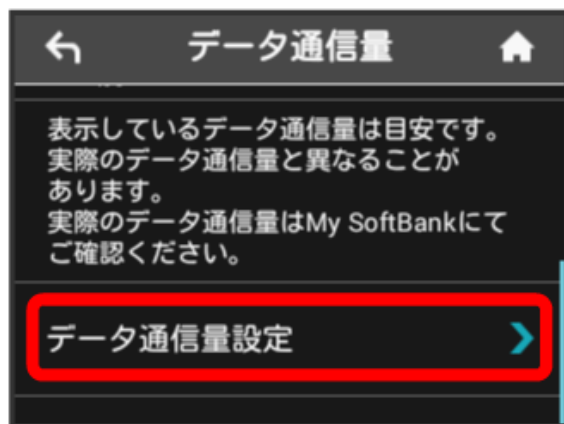 データ通信量
表示しているデータ通信量は目安です。
実際のデータ通信量と異なることが
あります。
実際のデータ通信量はMy SoftBankにて
ご確認ください。
データ通信量設定